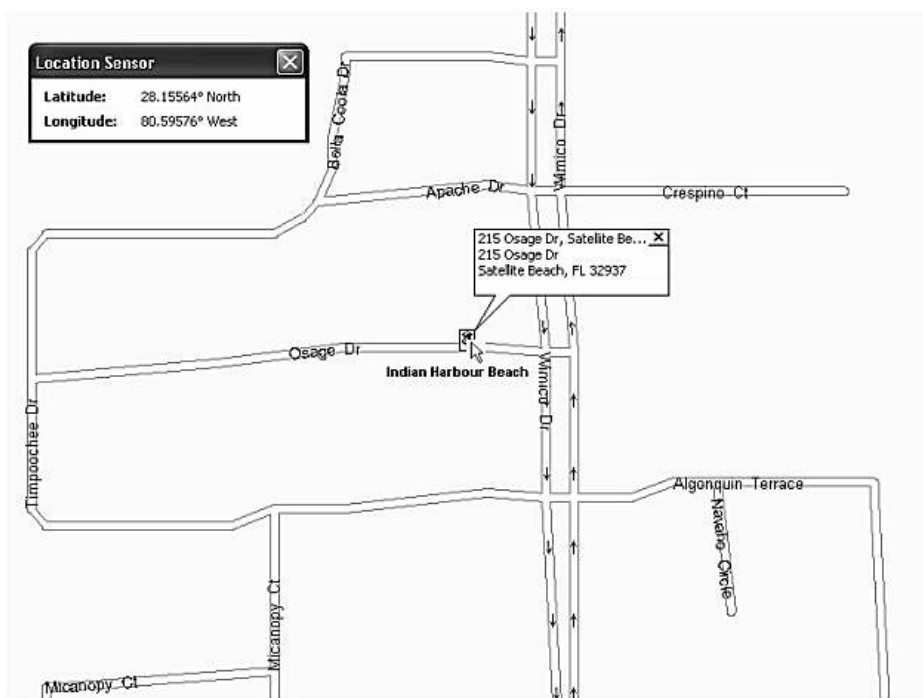 Location Sensor
Latitude: 28.15564° North
Longitude: 80.59576° West
Bella-Coola Dr
Wimico Dr
Apache Dr
Crespino Ct
215 Osage Dr, Satellite Be...
215 Osage Dr
Satellite Beach, FL 32937
Osage Dr
Indian Harbour Beach
Wimico Dr
Timpoochee Dr
Algonquin Terrace
Navaho Circle
Micanopy Ct
Micanopy Ct